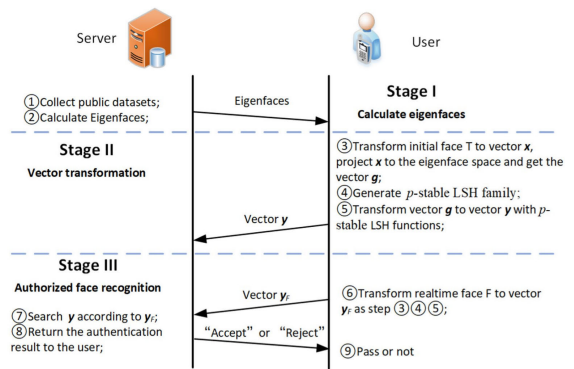 Server
User
Stage I
①Collect public datasets;
②Calculate Eigenfaces;
Eigenfaces
Calculate eigenfaces
Stage II
Vector transformation
③Transform initial face T to vector x,
project x to the eigenface space and get the
vector g;
④Generate p-stable LSH family;
⑤Transform vector g to vector y with p-
stable LSH functions;
Vector y
Stage III
Authorized face recognition
Vector yF
⑥Transform realtime face F to vector
yF as step ③④⑤;
⑦Search y according to yF;
⑧Return the authentication
result to the user;
“Accept” or “Reject”
⑨Pass or not